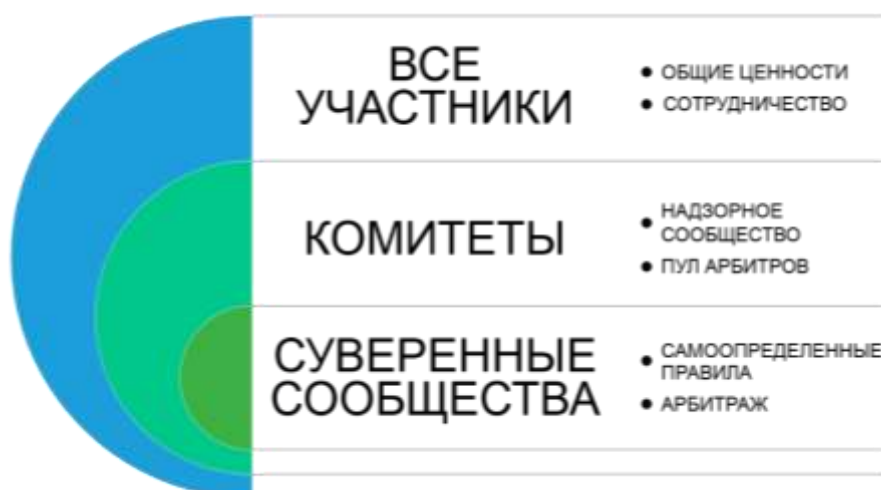 ВСЕ
УЧАСТНИКИ
● ОБЩИЕ ЦЕННОСТИ
● СОТРУДНИЧЕСТВО
КОМИТЕТЫ
● НАДЗОРНОЕ
СООБЩЕСТВО
● ПУЛ АРБИТРОВ
СУВЕРЕННЫЕ
СООБЩЕСТВА
● САМООПРЕДЕЛЕННЫЕ
ПРАВИЛА
● АРБИТРАЖ